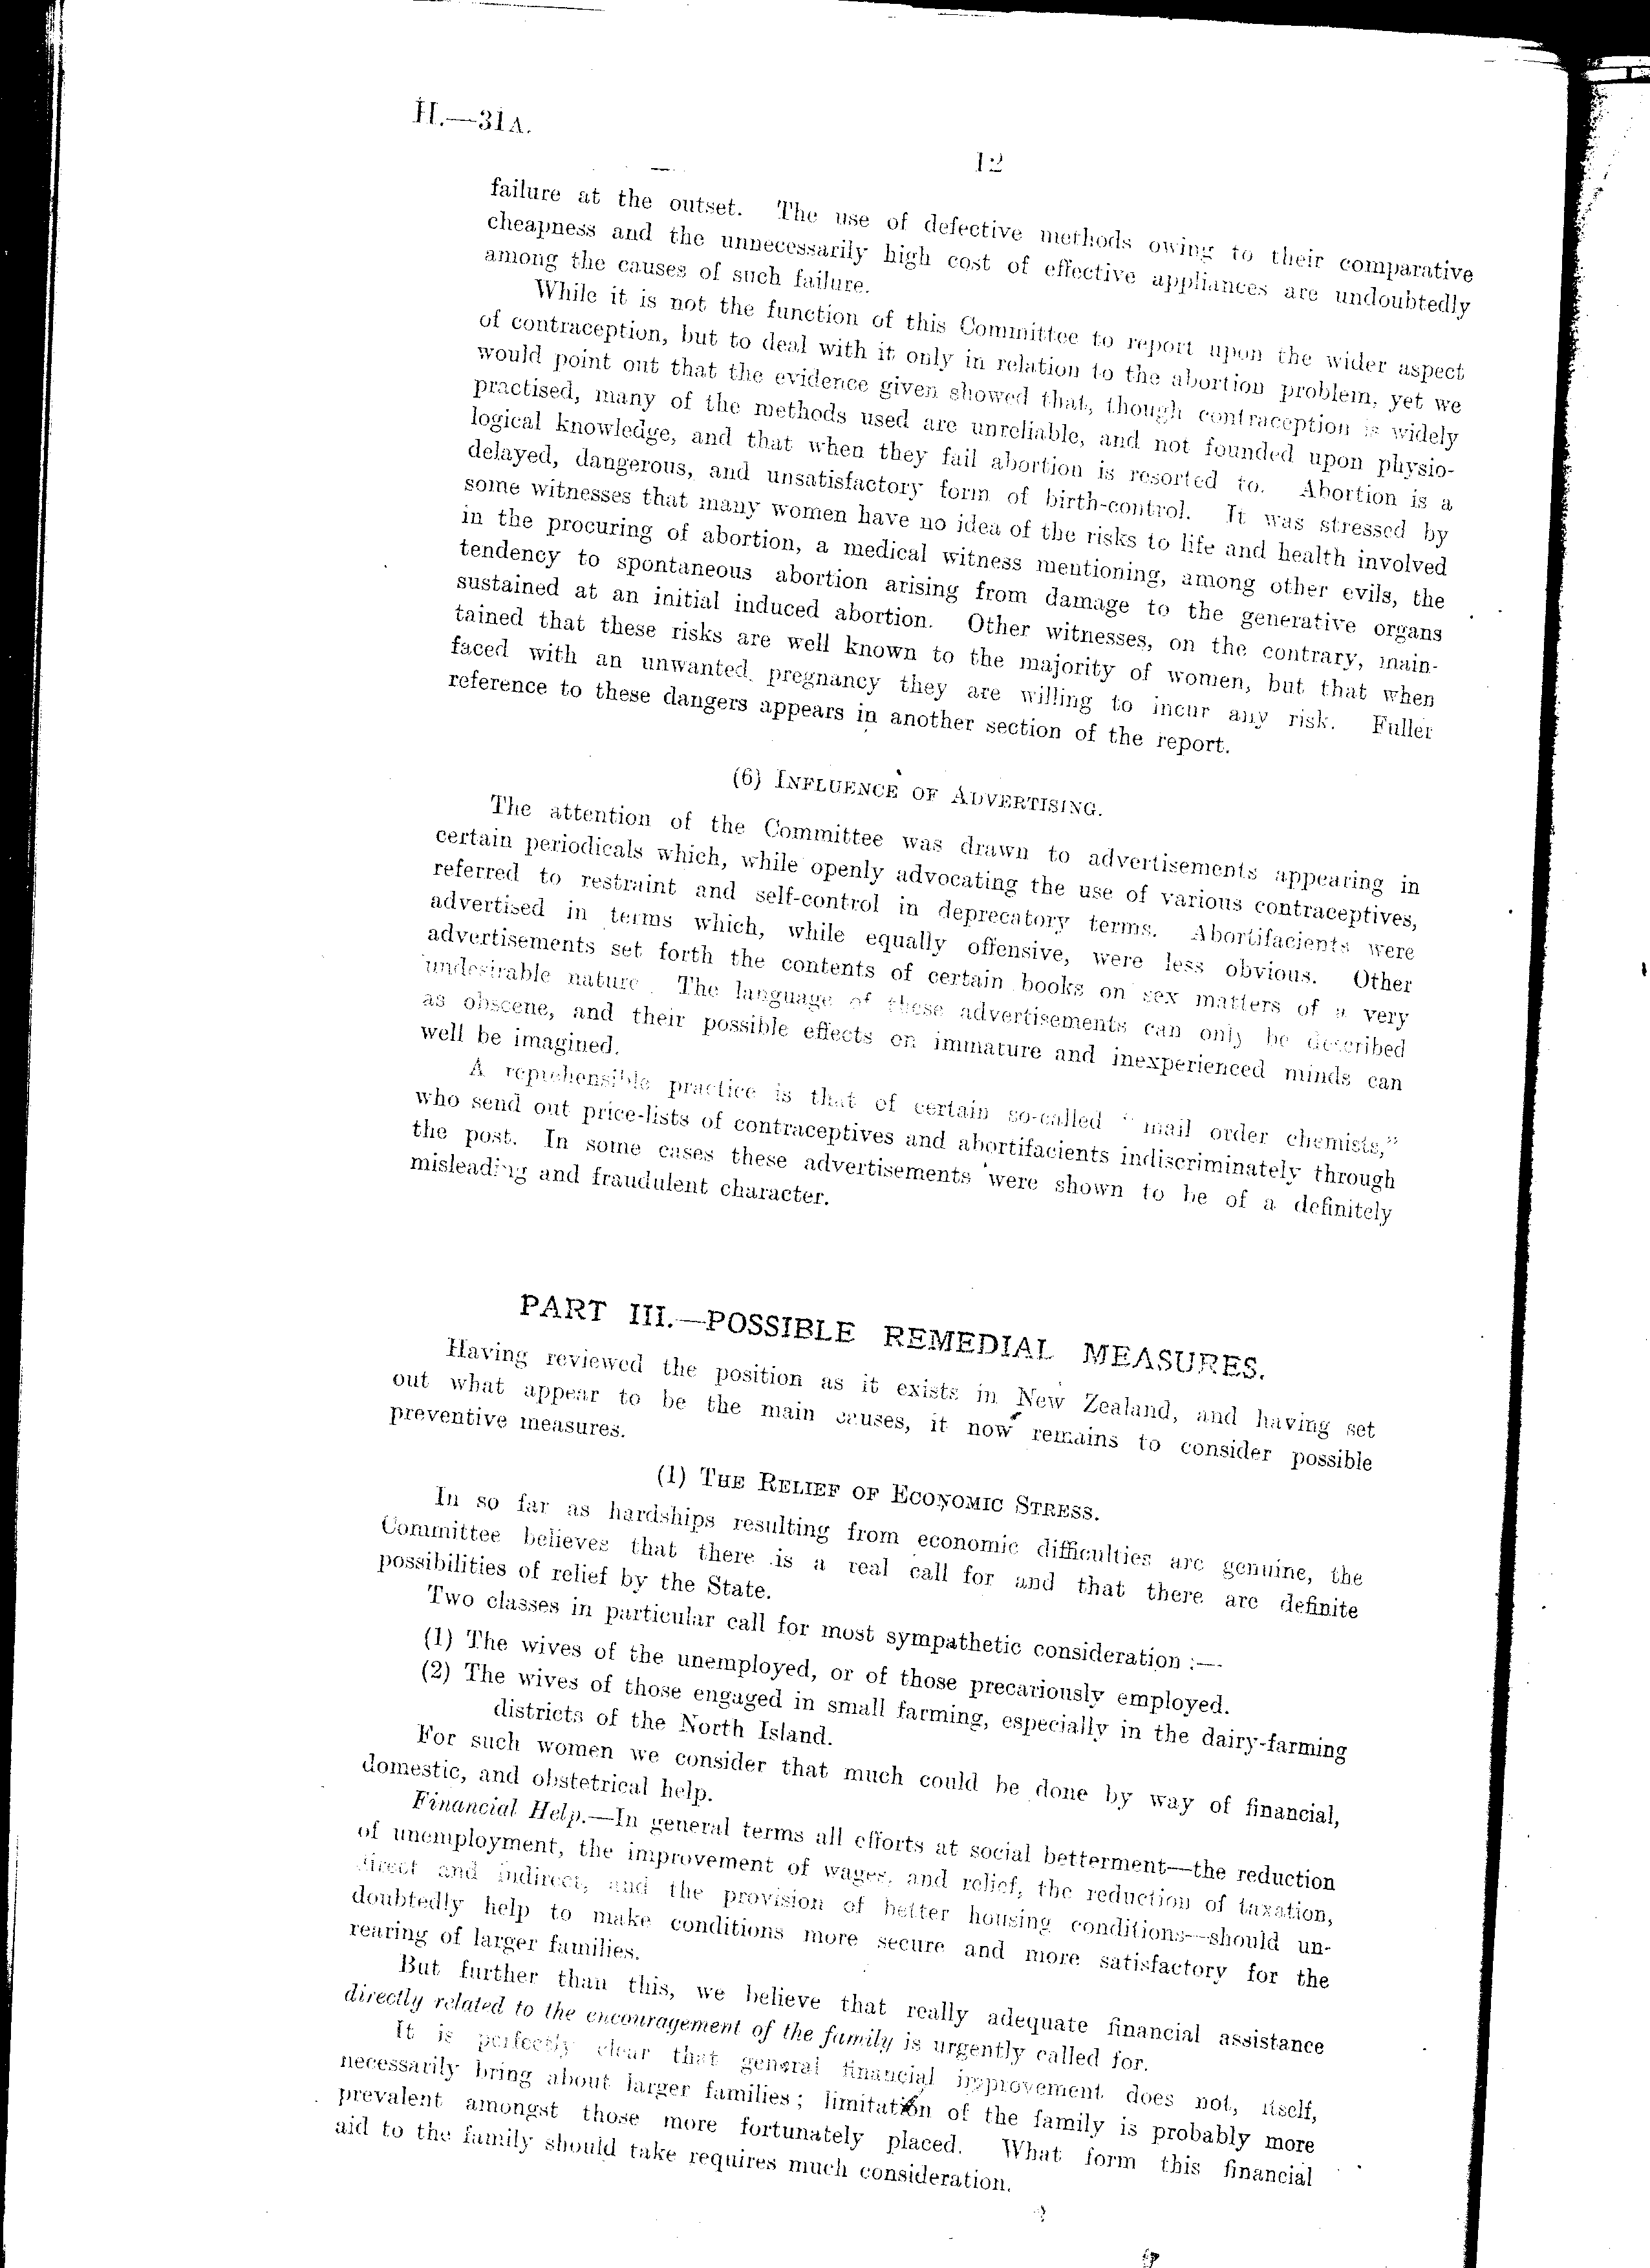 H.—31A.
12
failure at the outset. The use of defective methods owing to their comparative
cheapness and the unnecessarily high cost of effective appliances are undoubtedly
among the causes of such failure.
While it is not the function of this Committee to report upon the wider aspect
of contraception, but to deal with it only in relation to the abortion problem, yet we
would point out that the evidence given showed that, though contraception is widely
practised, many of the methods used are unreliable, and not founded upon physio-
logical knowledge, and that when they fail abortion is resorted to. Abortion is a
delayed, dangerous, and unsatisfactory form of birth-control. It was stressed by
some witnesses that many women have no idea of the risks to life and health involved
in the procuring of abortion, a medical witness mentioning, among other evils, the
tendency to spontaneous abortion arising from damage to the generative organs
sustained at an initial induced abortion. Other witnesses, on the contrary, main-
tained that these risks are well known to the majority of women, but that when
faced with an unwanted pregnancy they are willing to incur any risk. Fuller
reference to these dangers appears in another section of the report.
(6) INFLUENCE OF ADVERTISING.
The attention of the Committee was drawn to advertisements appearing in
certain periodicals which, while openly advocating the use of various contraceptives,
referred to restraint and self-control in deprecatory terms. Abortifacients were
advertised in terms which, while equally offensive, were less obvious. Other
advertisements set forth the contents of certain books on sex matters of a very
undesirable nature. The language of these advertisements can only be described
as obscene, and their possible effects on immature and inexperienced minds can
well be imagined.
A reprehensible practice is that of certain so-called "mail order chemists,"
who send out price-lists of contraceptives and abortifacients indiscriminately through
the post. In some cases these advertisements were shown to be of a definitely
misleading and fraudulent character.
PART III.—POSSIBLE REMEDIAL MEASURES.
Having reviewed the position as it exists in New Zealand, and having set
out what appear to be the main causes, it now remains to consider possible
preventive measures.
(1) THE RELIEF OF ECONOMIC STRESS.
In so far as hardships resulting from economic difficulties are genuine, the
Committee believes that there is a real call for and that there are definite
possibilities of relief by the State.
Two classes in particular call for most sympathetic consideration:—
(1) The wives of the unemployed, or of those precariously employed.
(2) The wives of those engaged in small farming, especially in the dairy-farming
districts of the North Island.
For such women we consider that much could be done by way of financial,
domestic, and obstetrical help.
Financial Help.—In general terms all efforts at social betterment—the reduction
of unemployment, the improvement of wages, and relief, the reduction of taxation,
direct and indirect, and the provision of better housing conditions—should un-
doubtedly help to make conditions more secure and more satisfactory for the
rearing of larger families.
But further than this, we believe that really adequate financial assistance
directly related to the encouragement of the family is urgently called for.
It is perfectly clear that general financial improvement does not, itself,
necessarily bring about larger families; limitation of the family is probably more
prevalent amongst those more fortunately placed. What form this financial
aid to the family should take requires much consideration.